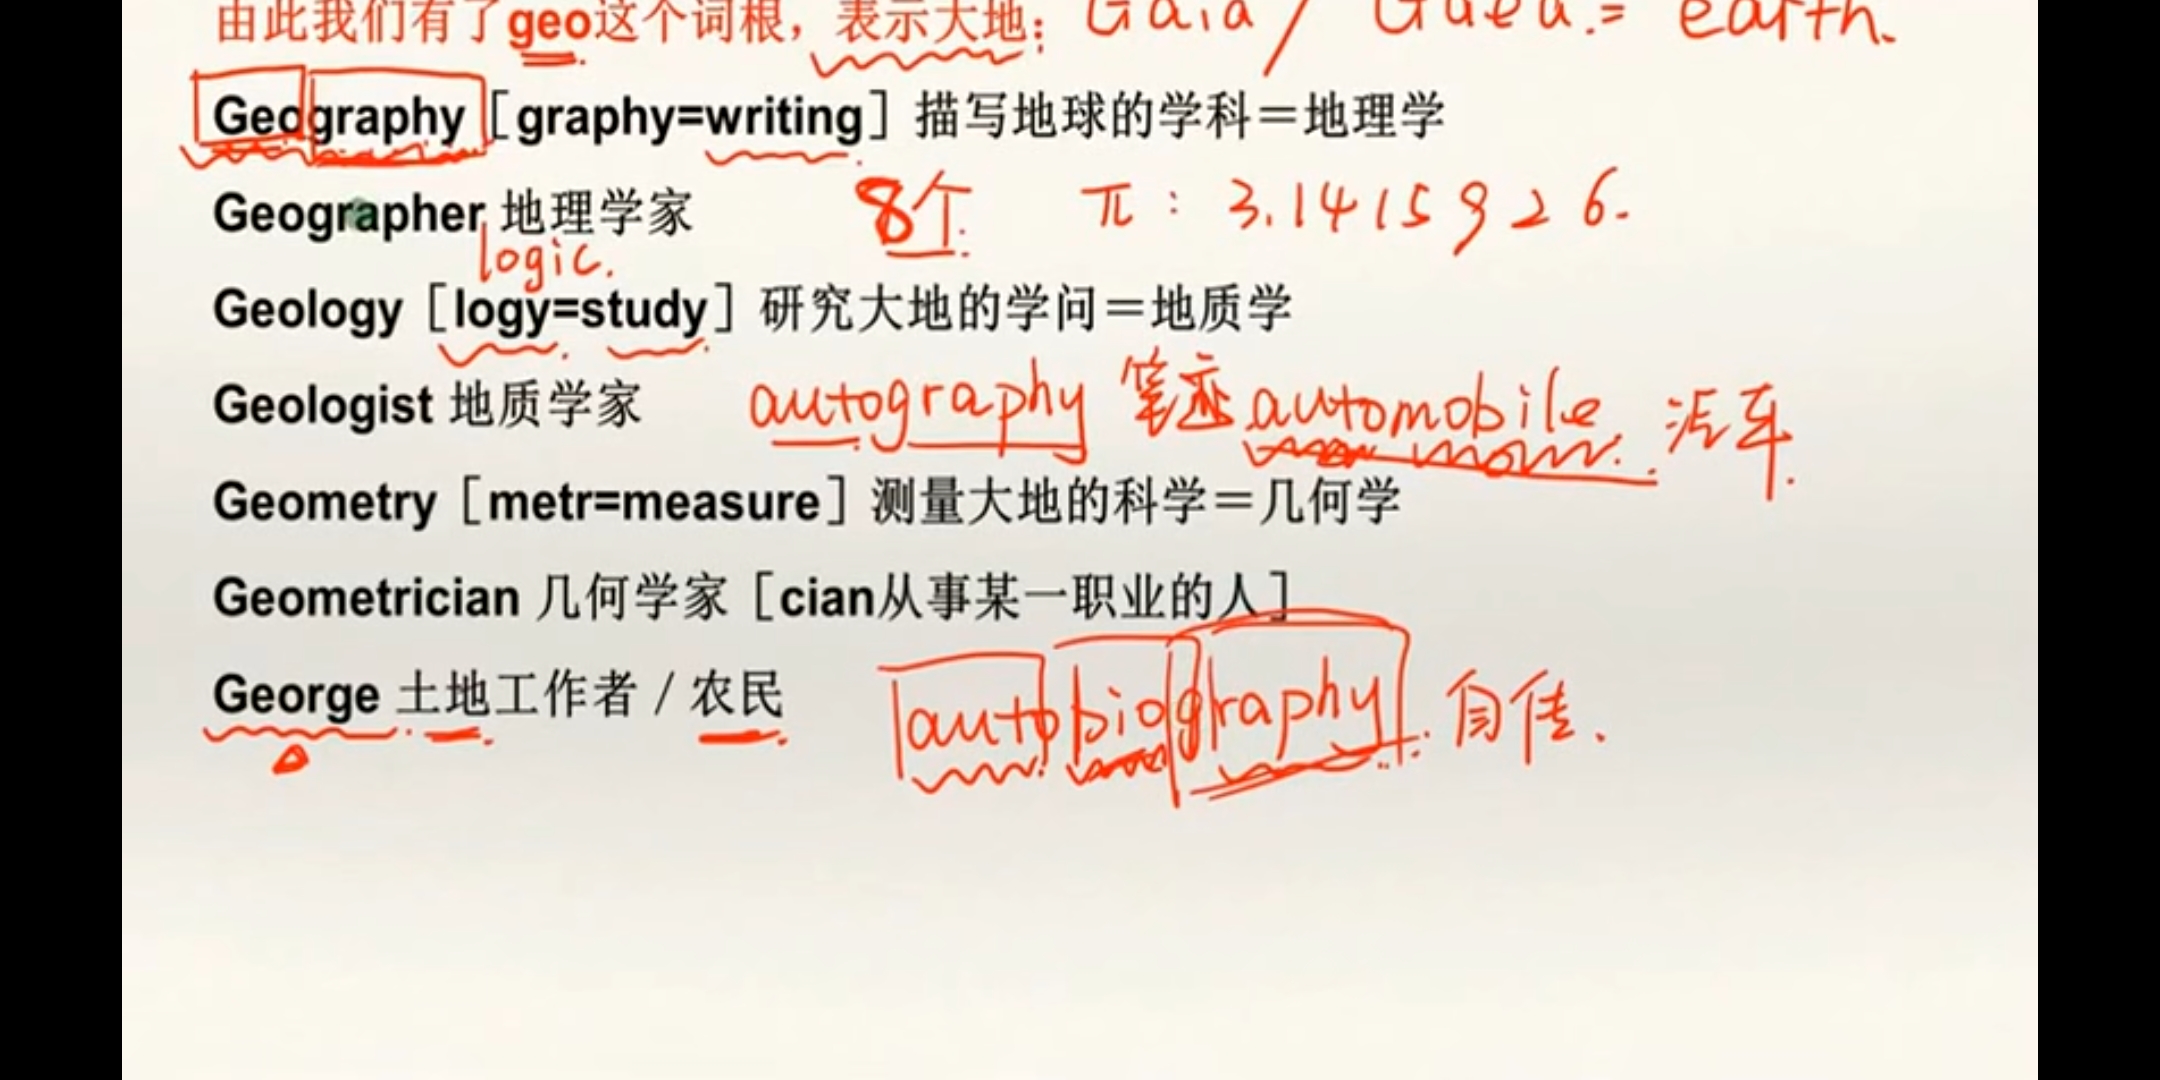 由此我们有了geo这个词根，表示大地： Gaia / Gaea. = earth.
Geography［graphy=writing］描写地球的学科＝地理学
Geographer 地理学家 8个. π : 3.1415926.
logic.
Geology［logy=study］研究大地的学问＝地质学
Geologist 地质学家 autography 笔迹 automobile 汽车.
Geometry［metr=measure］测量大地的科学＝几何学
Geometrician 几何学家［cian从事某一职业的人］
George 土地工作者 / 农民 autobiography. 自传.